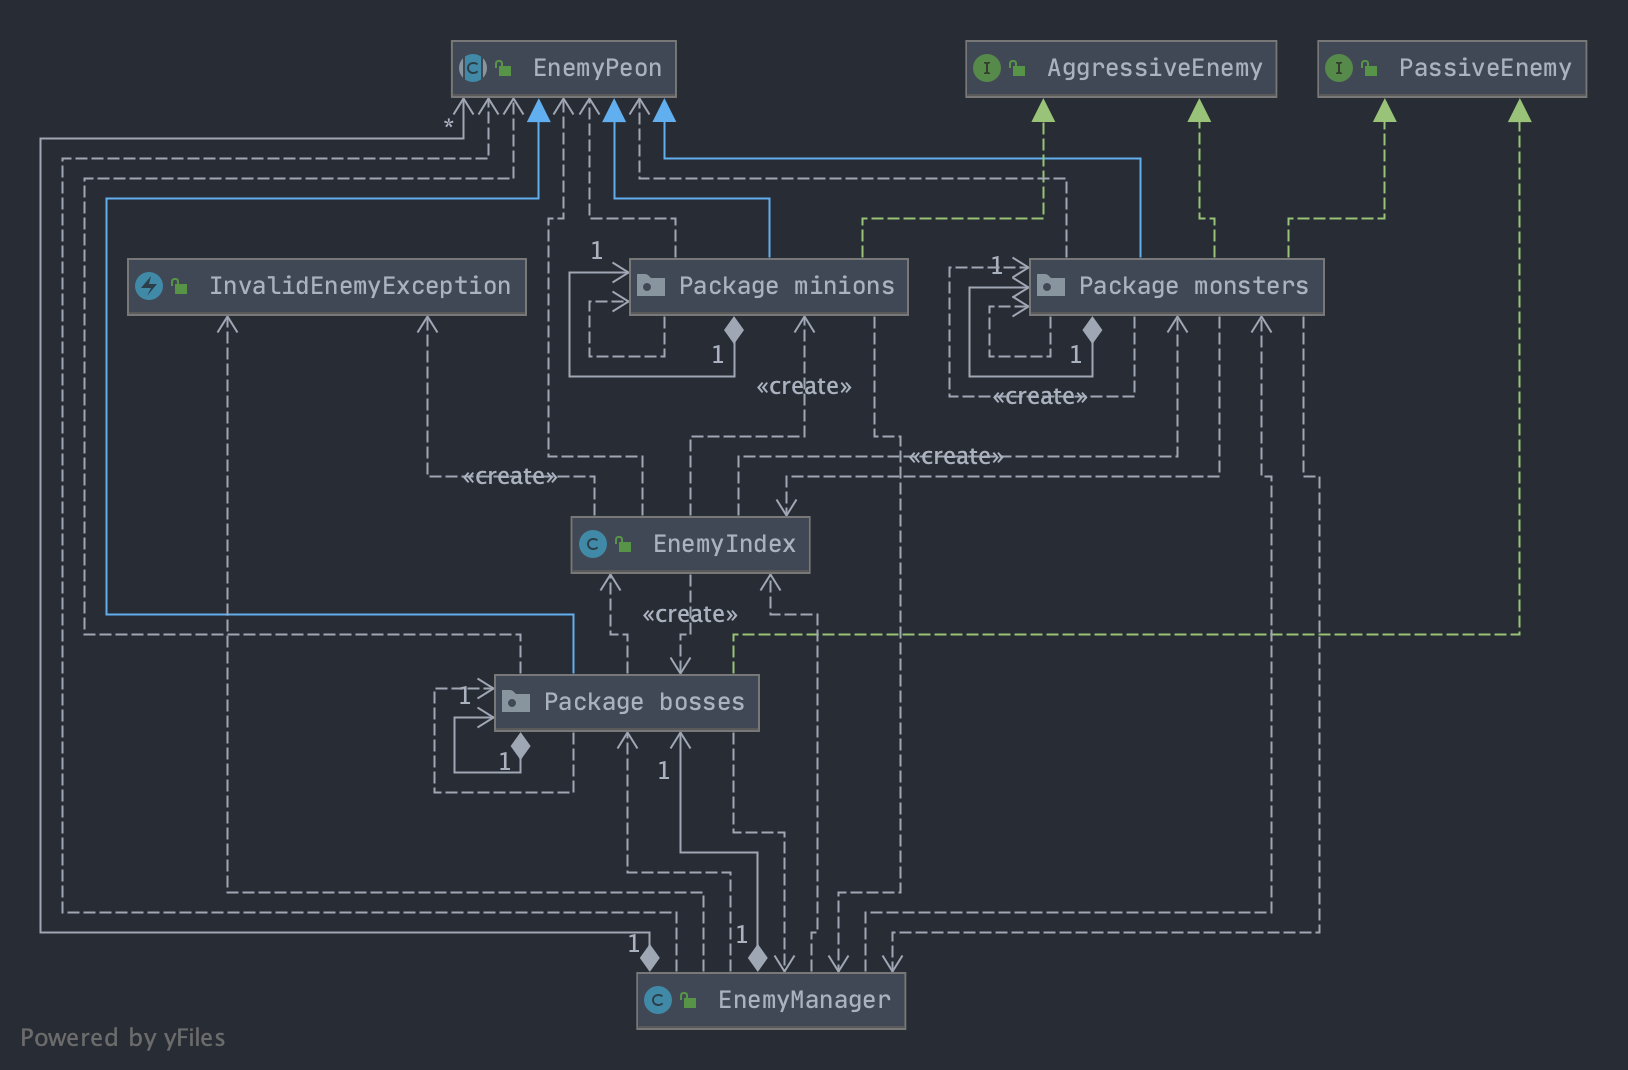 EnemyPeon
AggressiveEnemy
PassiveEnemy
*
1
1
InvalidEnemyException
Package minions
Package monsters
1
1
«create»
«create»
«create»
«create»
EnemyIndex
«create»
1
Package bosses
1
1
1
1
EnemyManager
Powered by yFiles